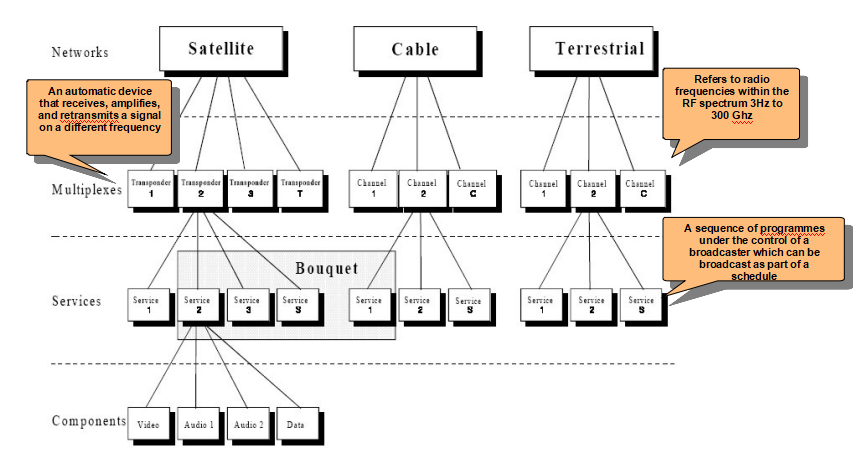 Networks
Satellite
Cable
Terrestrial
An automatic device
that receives, amplifies,
and retransmits a signal
on a different frequency
Refers to radio
frequencies within the
RF spectrum 3Hz to
300 Ghz
Multiplexes
Transponder
1
Transponder
2
Transponder
3
Transponder
T
Channel
1
Channel
2
Channel
C
Channel
1
Channel
2
Channel
C
A sequence of programmes
under the control of a
broadcaster which can be
broadcast as part of a
schedule
Bouquet
Services
Service
1
Service
2
Service
3
Service
S
Service
1
Service
2
Service
S
Service
1
Service
2
Service
S
Components
Video
Audio 1
Audio 2
Data